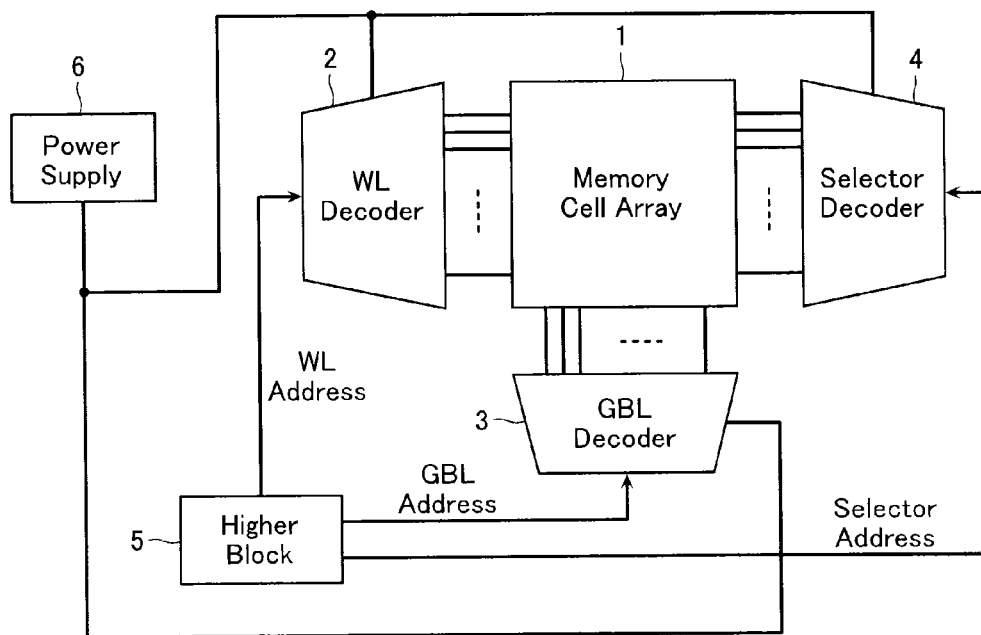 1
2
4
6
Power
Supply
WL
Decoder
Memory
Cell Array
Selector
Decoder
WL
Address
3
GBL
Decoder
GBL
Address
Selector
Address
5
Higher
Block